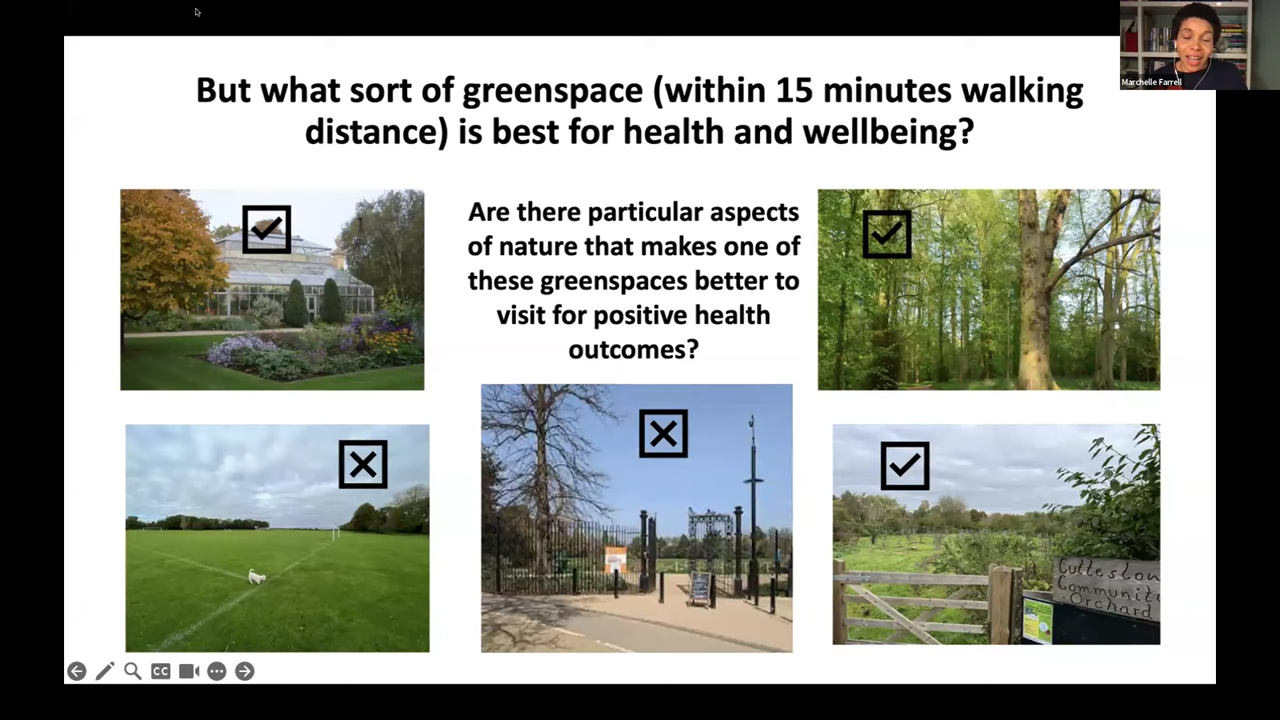 But what sort of greenspace (within 15 minutes walking
distance) is best for health and wellbeing?
Marchelle Farrell
Are there particular aspects
of nature that makes one of
these greenspaces better to
visit for positive health
outcomes?
Cutteslow
Community
Orchard
CC